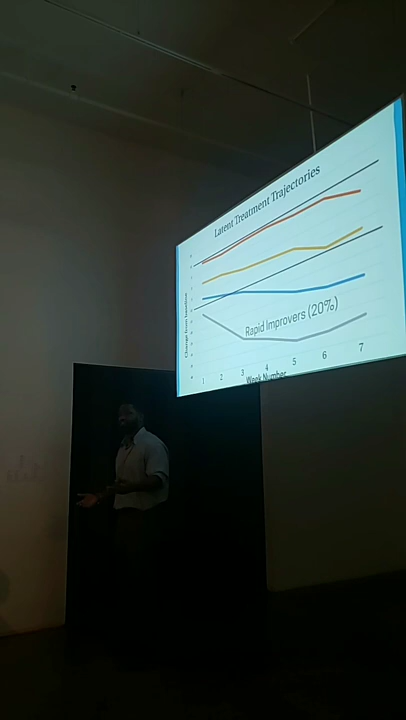 Latent Treatment Trajectories
Change from baseline
Rapid Improvers (20%)
1 2 3 4 5 6 7
Week Number